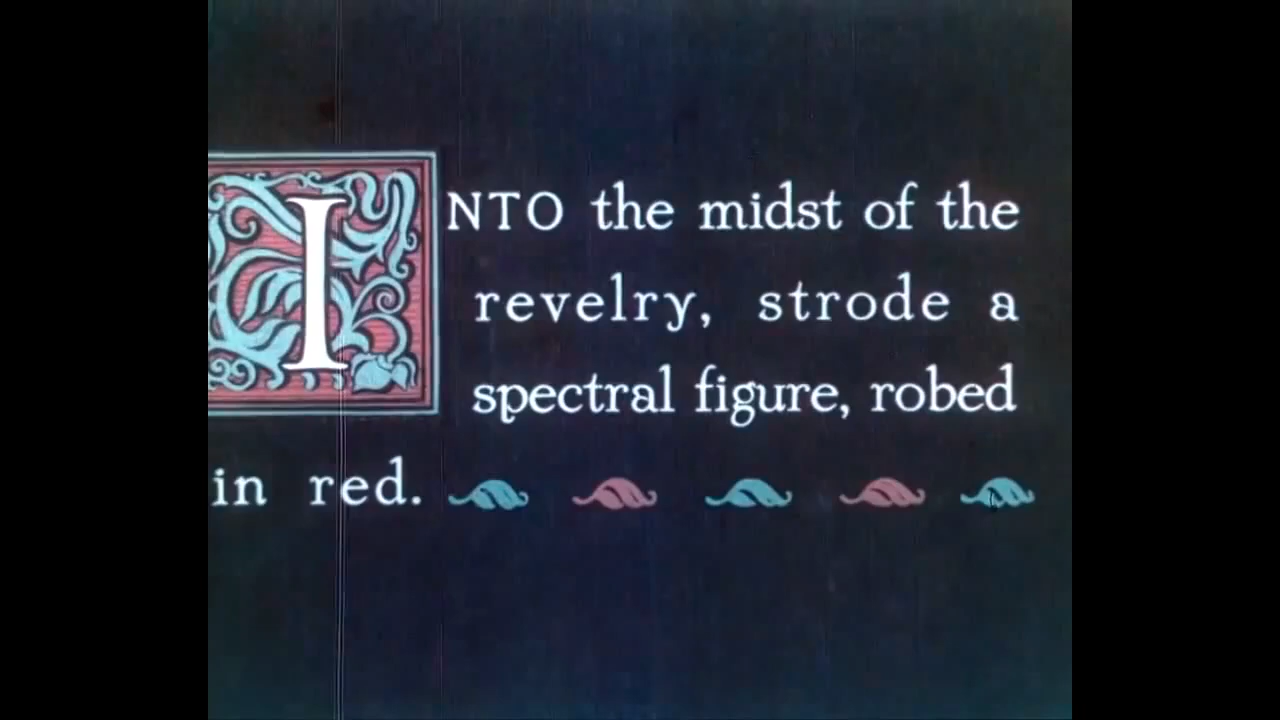 INTO the midst of the
revelry, strode a
spectral figure, robed
in red.